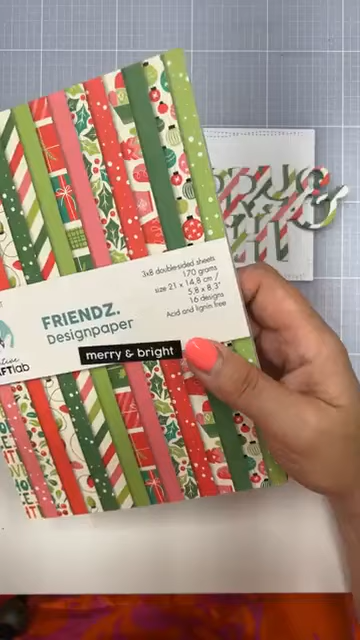 FRIENDZ.
Designpaper
merry & bright
3x8 double-sided sheets
170 grams
size 21 x 14,8 cm /
5.8 x 8,3"
16 designs
Acid and lignin free